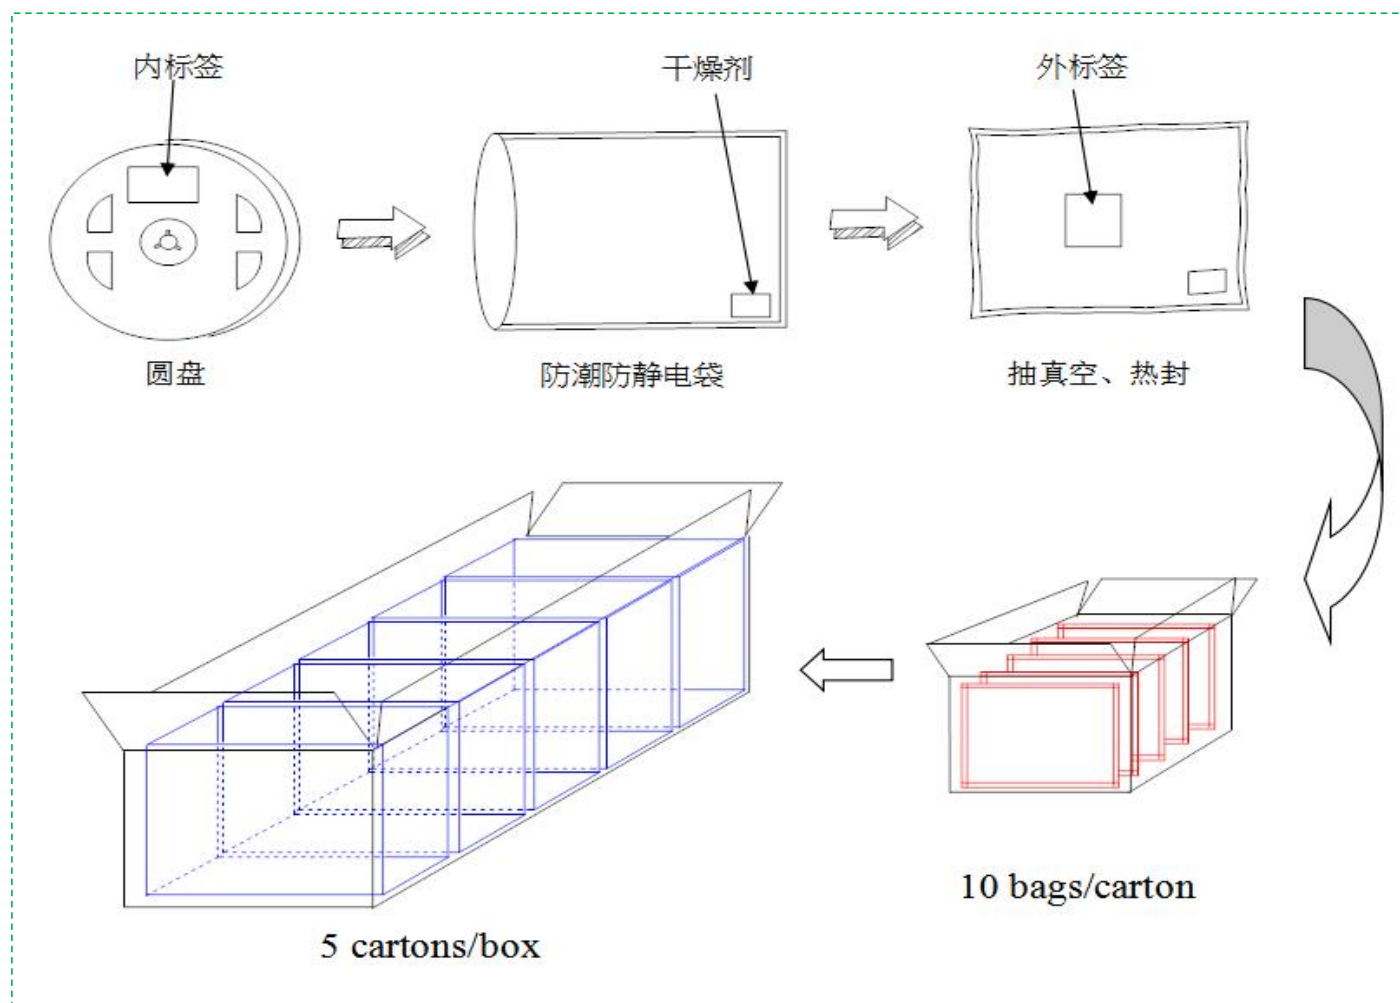 内标签
干燥剂
外标签
圆盘
防潮防静电袋
抽真空、热封
10 bags/carton
5 cartons/box